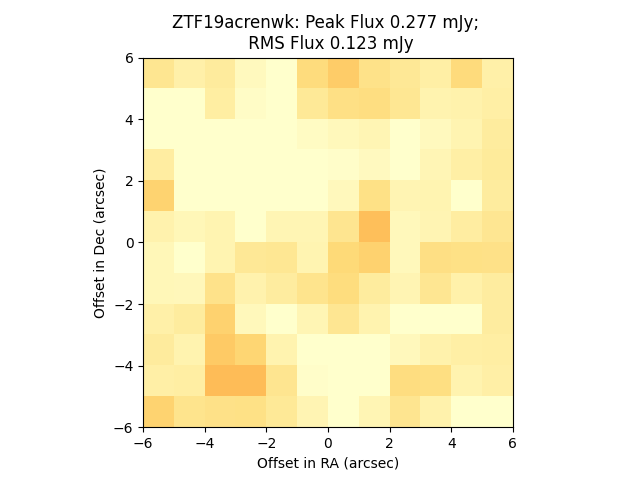 ZTF19acrenwk: Peak Flux 0.277 mJy;
RMS Flux 0.123 mJy
6
4
2
0
−2
−4
−6
Offset in Dec (arcsec)
−6 −4 −2 0 2 4 6
Offset in RA (arcsec)